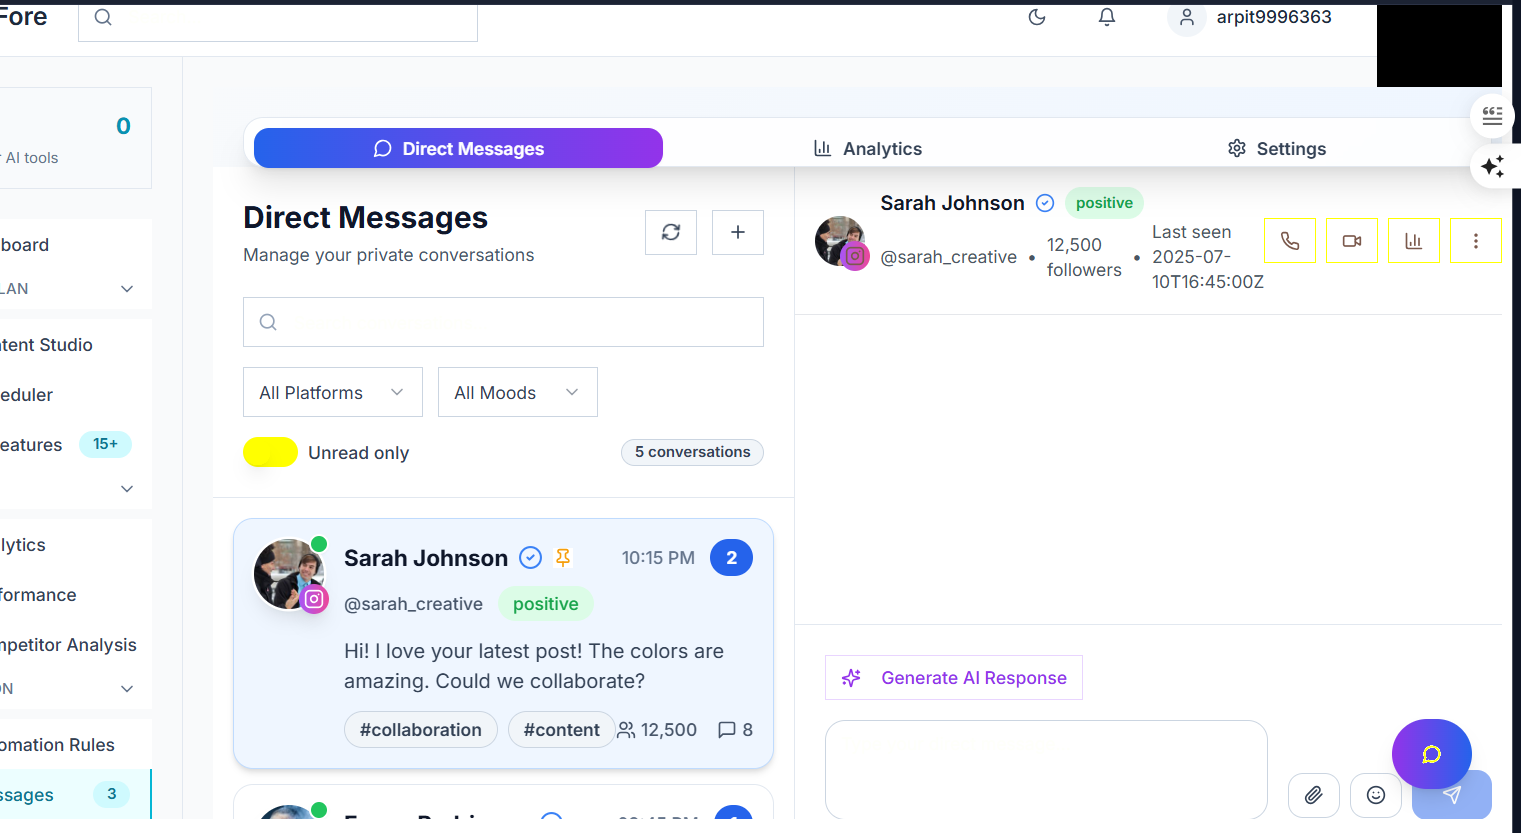 Fore
arpit9996363
0
AI tools
board
LAN
tent Studio
eduler
eatures 15+
lytics
formance
mpetitor Analysis
ON
omation Rules
ssages 3
Direct Messages
Analytics
Settings
Direct Messages
Manage your private conversations
All Platforms
All Moods
Unread only
5 conversations
Sarah Johnson 10:15 PM 2
@sarah_creative positive
Hi! I love your latest post! The colors are
amazing. Could we collaborate?
#collaboration #content 12,500 8
Sarah Johnson positive
@sarah_creative • 12,500 followers • Last seen 2025-07-10T16:45:00Z
Generate AI Response